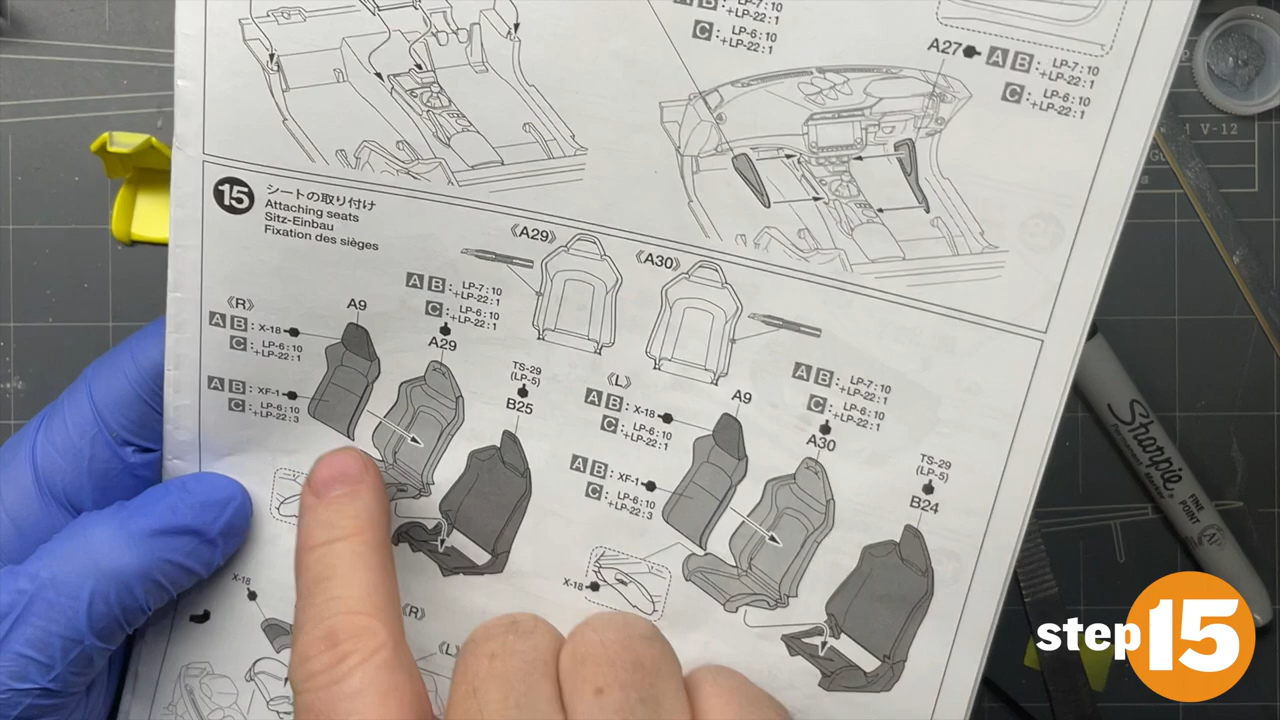 A B : LP-7:10
+LP-22:1
C : LP-6:10
+LP-22:1
A27 A B : LP-7:10
+LP-22:1
C : LP-6:10
+LP-22:1
V-12
15
シートの取り付け
Attaching seats
Sitz-Einbau
Fixation des sièges
《A29》
《A30》
《R》
A B : X-18
C : LP-6:10
+LP-22:1
A9
A B : LP-7:10
+LP-22:1
C : LP-6:10
+LP-22:1
A29
A B : XF-1
C : LP-6:10
+LP-22:3
TS-29
(LP-5)
B25
《L》
A B : X-18
C : LP-6:10
+LP-22:1
A9
A B : LP-7:10
+LP-22:1
C : LP-6:10
+LP-22:1
A30
A B : XF-1
C : LP-6:10
+LP-22:3
TS-29
(LP-5)
B24
X-18
X-18
《R》
《L》
Sharpie
FINE
POINT
AP
step 15